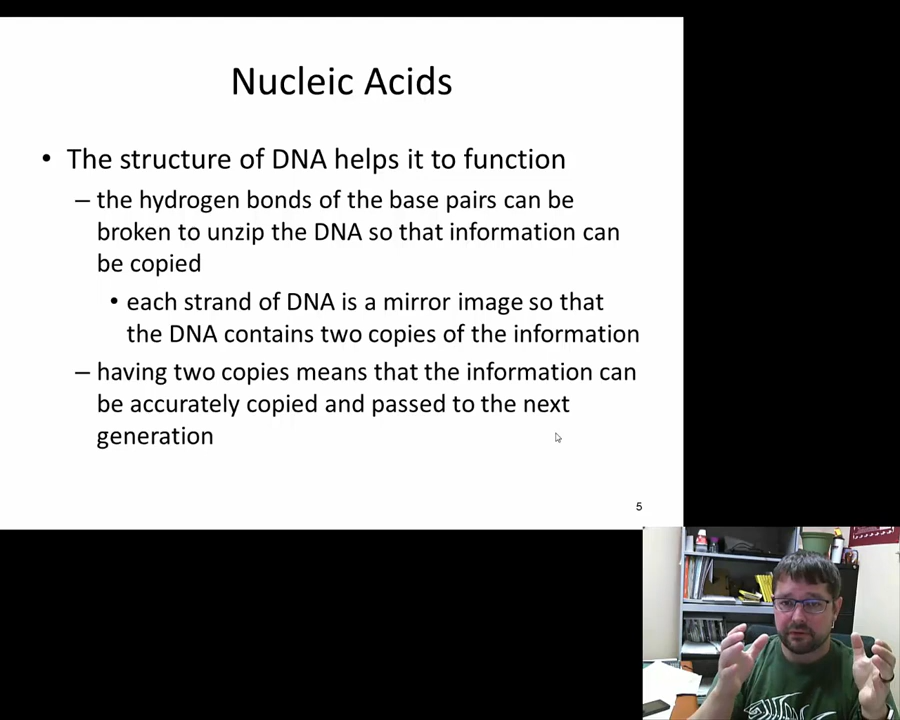 Nucleic Acids
• The structure of DNA helps it to function
– the hydrogen bonds of the base pairs can be
broken to unzip the DNA so that information can
be copied
• each strand of DNA is a mirror image so that
the DNA contains two copies of the information
– having two copies means that the information can
be accurately copied and passed to the next
generation
5